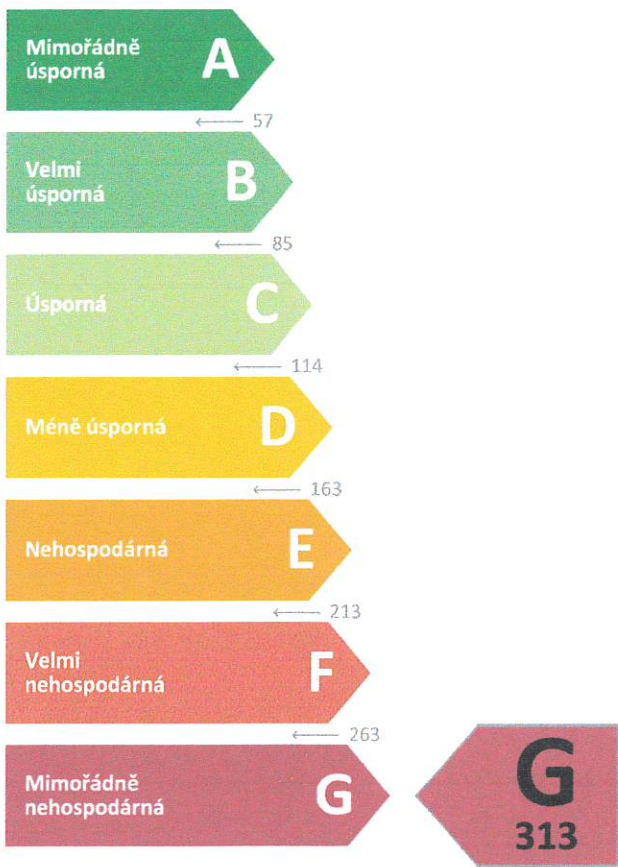 Mimořádně
úsporná
A
← 57
Velmi
úsporná
B
← 85
Úsporná
C
← 114
Méně úsporná
D
← 163
Nehospodárná
E
← 213
Velmi
nehospodárná
F
← 263
Mimořádně
nehospodárná
G
G
313